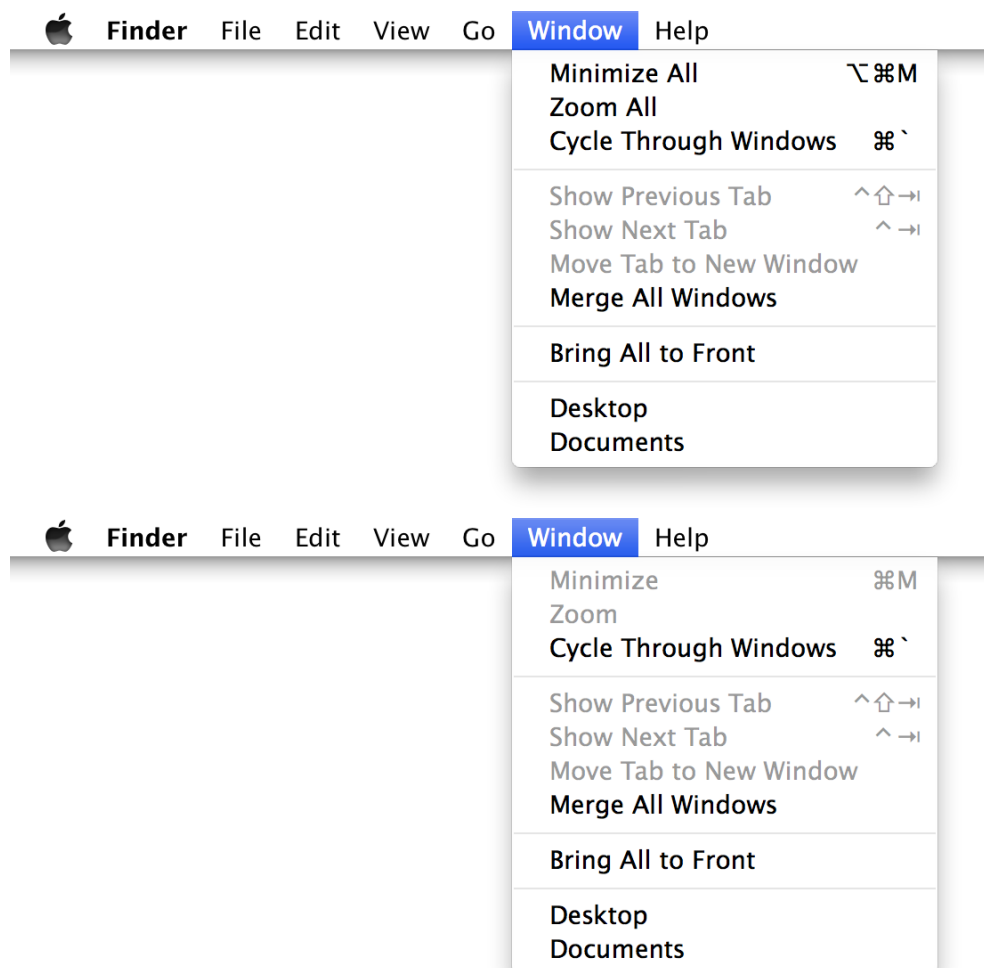 Finder File Edit View Go Window Help
Minimize All ⌥⌘M
Zoom All
Cycle Through Windows ⌘`
Show Previous Tab ^⇧⇥
Show Next Tab ^⇥
Move Tab to New Window
Merge All Windows
Bring All to Front
Desktop
Documents
Finder File Edit View Go Window Help
Minimize ⌘M
Zoom
Cycle Through Windows ⌘`
Show Previous Tab ^⇧⇥
Show Next Tab ^⇥
Move Tab to New Window
Merge All Windows
Bring All to Front
Desktop
Documents